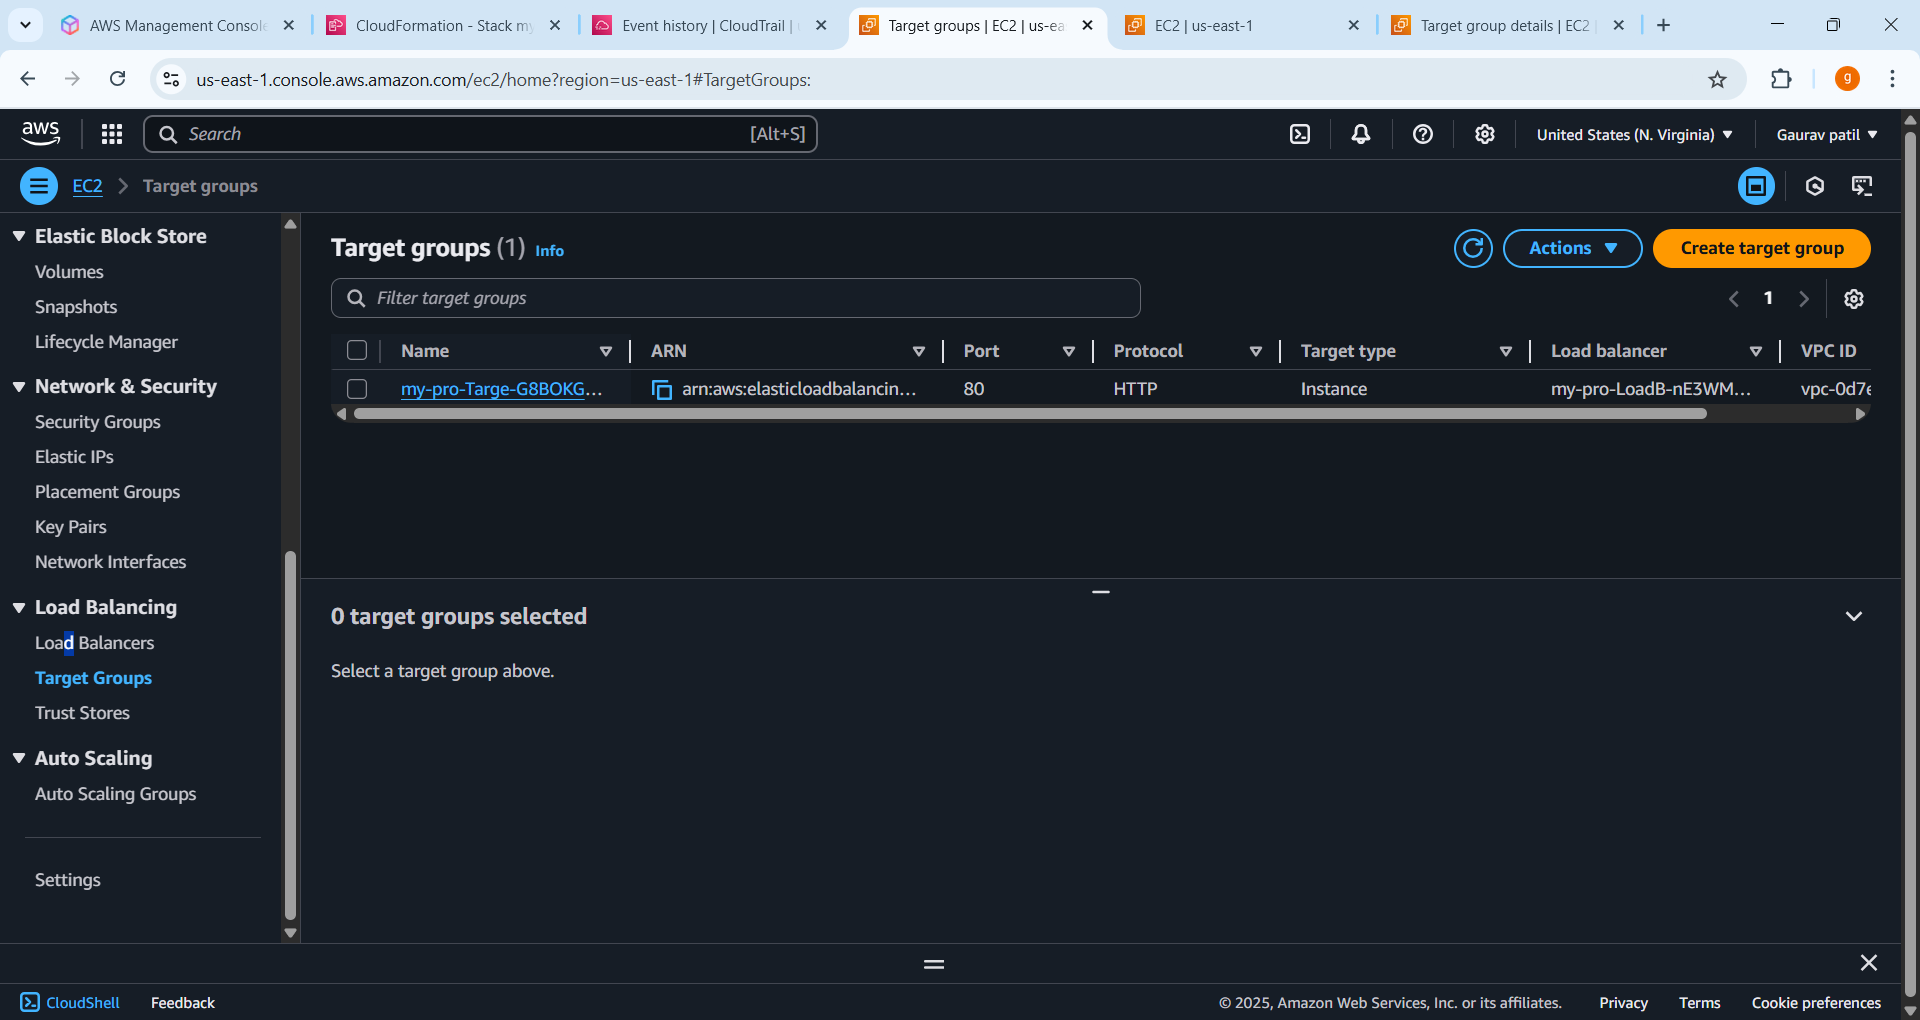 AWS Management Console
CloudFormation - Stack my
Event history | CloudTrail |
Target groups | EC2 | us-ea
EC2 | us-east-1
Target group details | EC2
us-east-1.console.aws.amazon.com/ec2/home?region=us-east-1#TargetGroups:
g
aws
Search
[Alt+S]
United States (N. Virginia)
Gaurav patil
EC2
Target groups
Elastic Block Store
Volumes
Snapshots
Lifecycle Manager
Network & Security
Security Groups
Elastic IPs
Placement Groups
Key Pairs
Network Interfaces
Load Balancing
Load Balancers
Target Groups
Trust Stores
Auto Scaling
Auto Scaling Groups
Settings
Target groups (1) Info
Actions
Create target group
Filter target groups
1
Name ARN Port Protocol Target type Load balancer VPC ID
my-pro-Targe-G8BOKG... arn:aws:elasticloadbalancin... 80 HTTP Instance my-pro-LoadB-nE3WM... vpc-0d7e
0 target groups selected
Select a target group above.
CloudShell
Feedback
© 2025, Amazon Web Services, Inc. or its affiliates.
Privacy
Terms
Cookie preferences